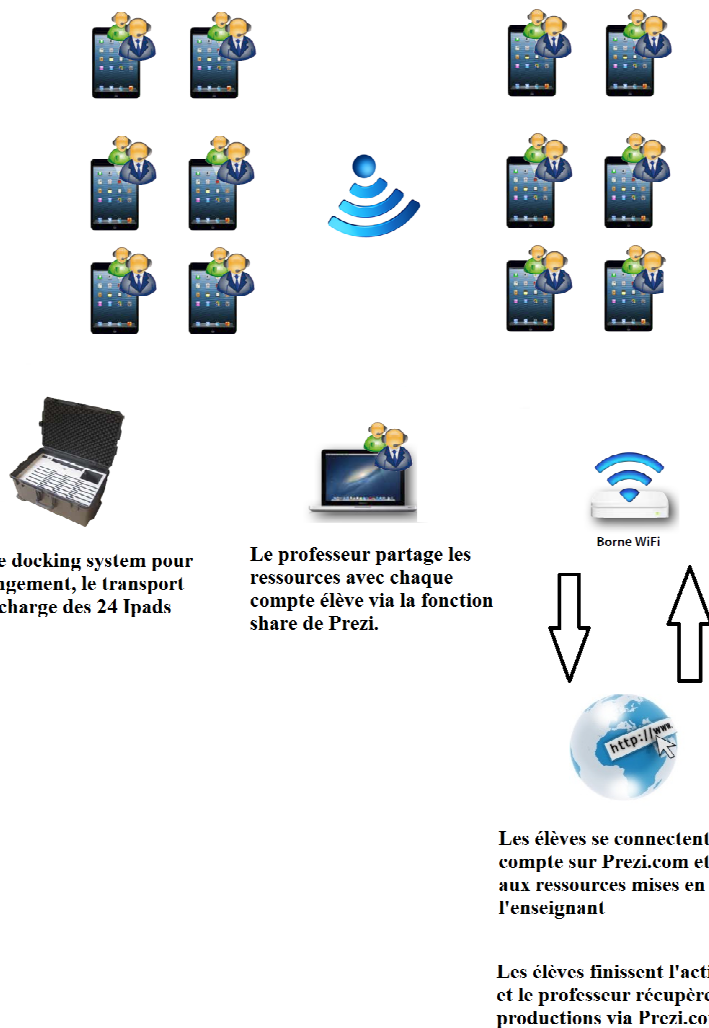 e docking system pour
ngement, le transport
charge des 24 Ipads
Le professeur partage les
ressources avec chaque
compte élève via la fonction
share de Prezi.
Borne WiFi
http://www.
Les élèves se connectent
compte sur Prezi.com et
aux ressources mises en
l'enseignant
Les élèves finissent l'acti
et le professeur récupère
productions via Prezi.co